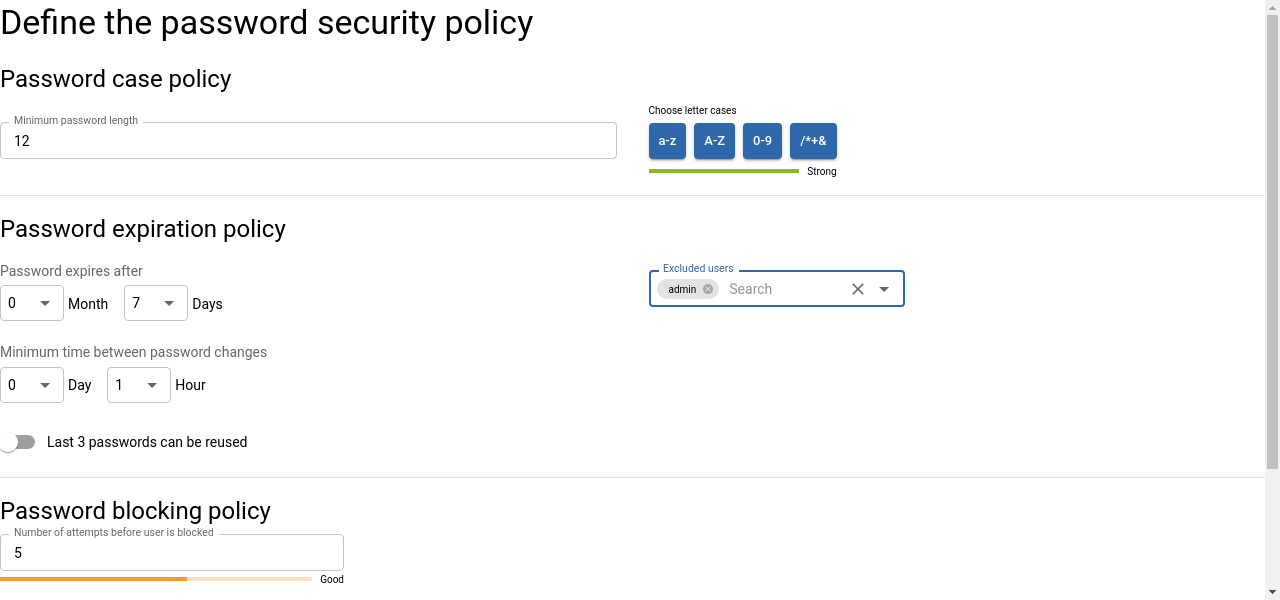 Define the password security policy
Password case policy
Minimum password length
12
Choose letter cases
a-z A-Z 0-9 /*+&
Strong
Password expiration policy
Password expires after
0 Month 7 Days
Excluded users
admin Search
Minimum time between password changes
0 Day 1 Hour
Last 3 passwords can be reused
Password blocking policy
Number of attempts before user is blocked
5
Good